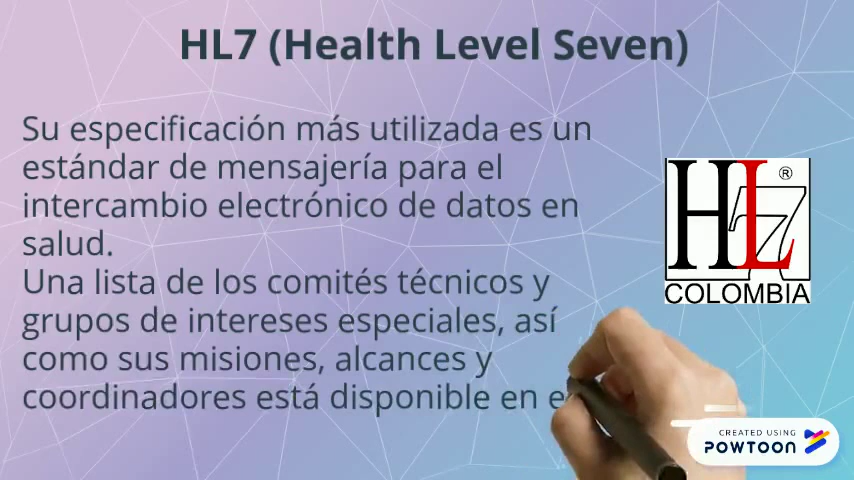 HL7 (Health Level Seven)
Su especificación más utilizada es un
estándar de mensajería para el
intercambio electrónico de datos en
salud.
Una lista de los comités técnicos y
grupos de intereses especiales, así
como sus misiones, alcances y
coordinadores está disponible en e
HL7 ®
COLOMBIA
CREATED USING
POWTOON